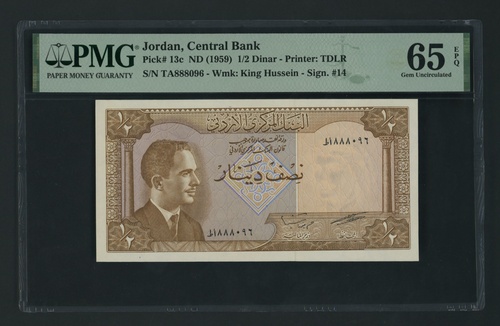 PMG
PAPER MONEY GUARANTY
Jordan, Central Bank
Pick# 13c ND (1959) 1/2 Dinar - Printer: TDLR
S/N TA888096 - Wmk: King Hussein - Sign. #14
65 EPQ
Gem Uncirculated
البنك المركزي الأردني
١/٢
١/٢
نصف دينار
٨٨٨٠٩٦
٨٨٨٠٩٦
١/٢
١/٢